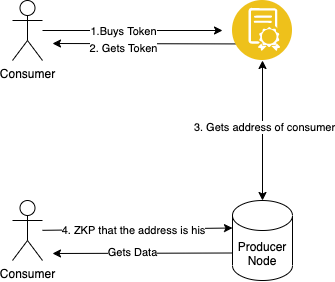 1.Buys Token
2. Gets Token
Consumer
3. Gets address of consumer
4. ZKP that the address is his
Gets Data
Consumer
Producer
Node